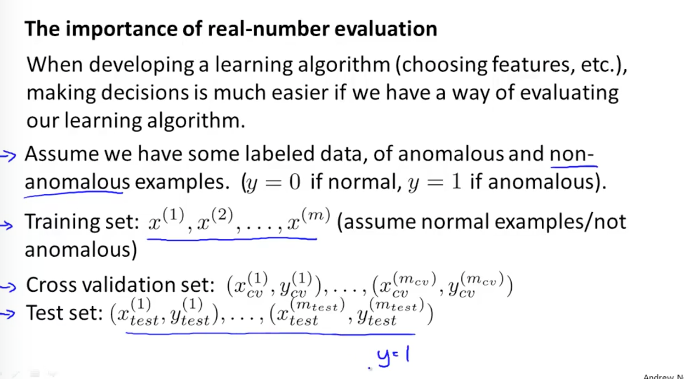 The importance of real-number evaluation
When developing a learning algorithm (choosing features, etc.),
making decisions is much easier if we have a way of evaluating
our learning algorithm.
Assume we have some labeled data, of anomalous and non-
anomalous examples. (y = 0 if normal, y = 1 if anomalous).
Training set: x^{(1)}, x^{(2)}, . . . , x^{(m)} (assume normal examples/not
anomalous)
Cross validation set: (x_{cv}^{(1)}, y_{cv}^{(1)}), . . . , (x_{cv}^{(m_{cv})}, y_{cv}^{(m_{cv})})
Test set: (x_{test}^{(1)}, y_{test}^{(1)}), . . . , (x_{test}^{(m_{test})}, y_{test}^{(m_{test})})
y=1
Andrew N